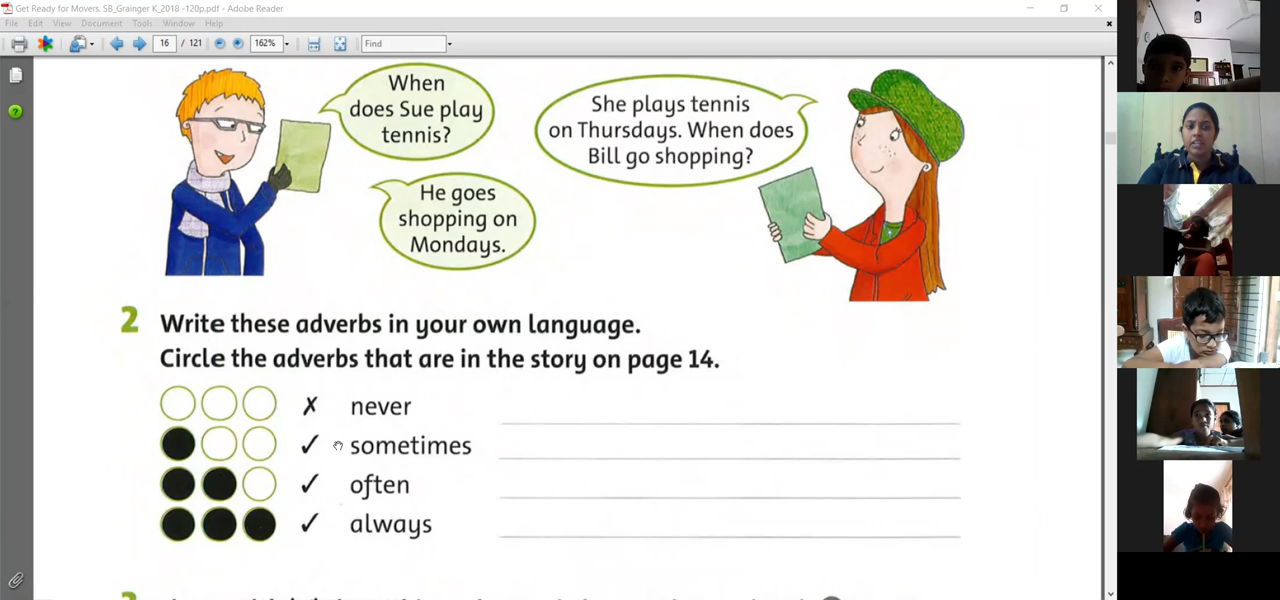 Get Ready for Movers. SB_Grainger K_2018 -120p.pdf - Adobe Reader
File Edit View Document Tools Window Help
16 / 121 162% Find
When
does Sue play
tennis?
She plays tennis
on Thursdays. When does
Bill go shopping?
He goes
shopping on
Mondays.
2 Write these adverbs in your own language.
Circle the adverbs that are in the story on page 14.
✗ never
✓ sometimes
✓ often
✓ always